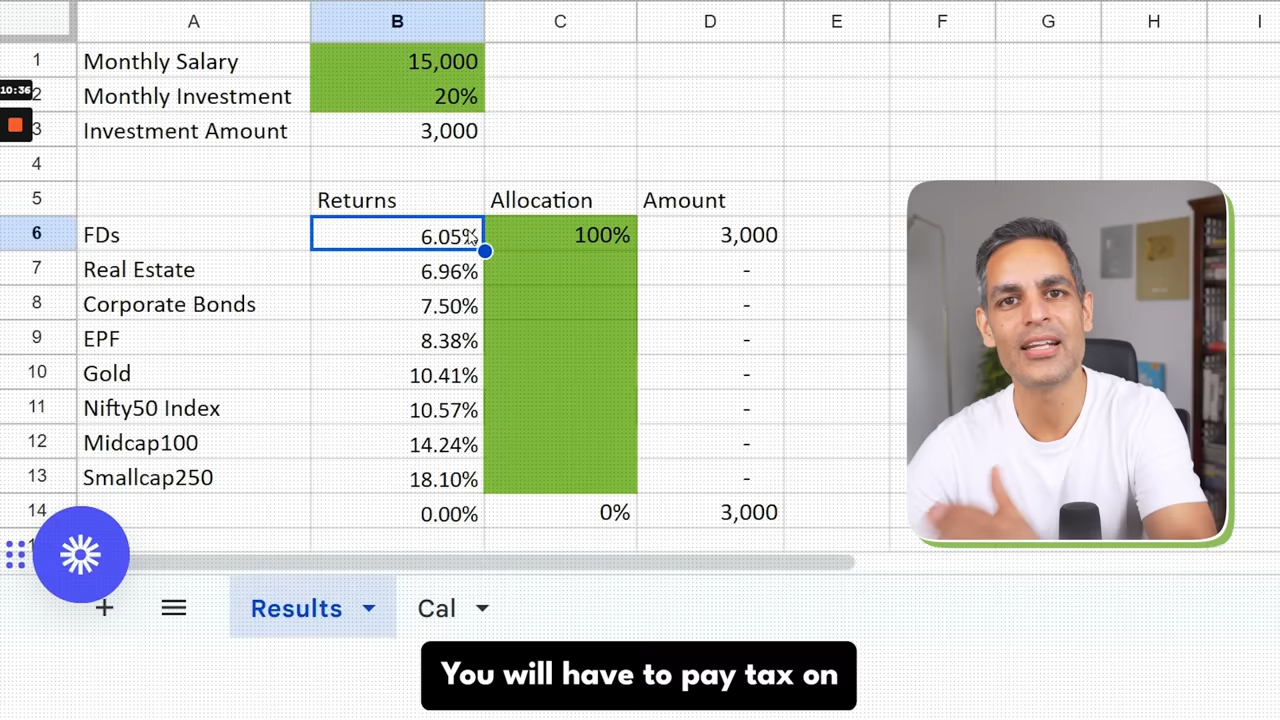 A B C D E F G H I
1 Monthly Salary 15,000
2 Monthly Investment 20%
3 Investment Amount 3,000
4
5 Returns Allocation Amount
6 FDs 6.05% 100% 3,000
7 Real Estate 6.96% -
8 Corporate Bonds 7.50% -
9 EPF 8.38% -
10 Gold 10.41% -
11 Nifty50 Index 10.57% -
12 Midcap100 14.24% -
13 Smallcap250 18.10% -
14 0.00% 0% 3,000
10:36
+ Results Cal
You will have to pay tax on